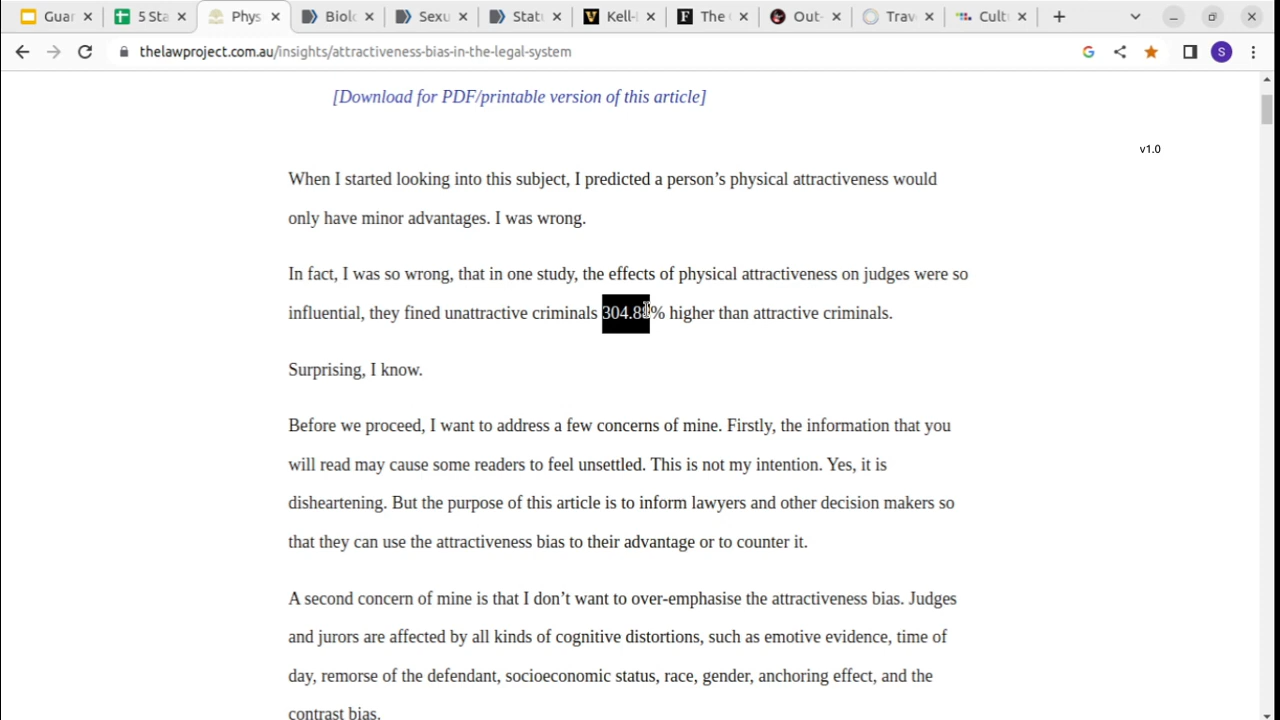 Guar
5 Sta
Phys
Biolo
Sexu
Statu
Kell-
The C
Out-
Trave
Cultu
thelawproject.com.au/insights/attractiveness-bias-in-the-legal-system
S
[Download for PDF/printable version of this article]
v1.0
When I started looking into this subject, I predicted a person’s physical attractiveness would
only have minor advantages. I was wrong.
In fact, I was so wrong, that in one study, the effects of physical attractiveness on judges were so
influential, they fined unattractive criminals 304.88% higher than attractive criminals.
Surprising, I know.
Before we proceed, I want to address a few concerns of mine. Firstly, the information that you
will read may cause some readers to feel unsettled. This is not my intention. Yes, it is
disheartening. But the purpose of this article is to inform lawyers and other decision makers so
that they can use the attractiveness bias to their advantage or to counter it.
A second concern of mine is that I don’t want to over-emphasise the attractiveness bias. Judges
and jurors are affected by all kinds of cognitive distortions, such as emotive evidence, time of
day, remorse of the defendant, socioeconomic status, race, gender, anchoring effect, and the
contrast bias.